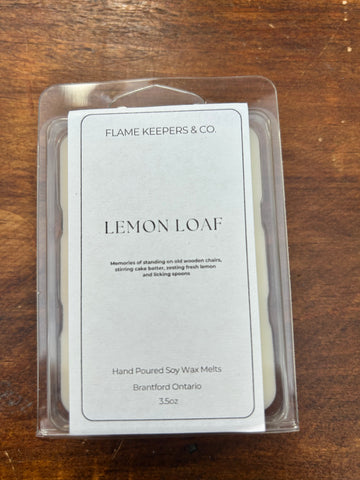 FLAME KEEPERS & CO.
LEMON LOAF
Memories of standing on old wooden chairs,
stirring cake batter, zesting fresh lemon
and licking spoons
Hand Poured Soy Wax Melts
Brantford Ontario
3.5oz